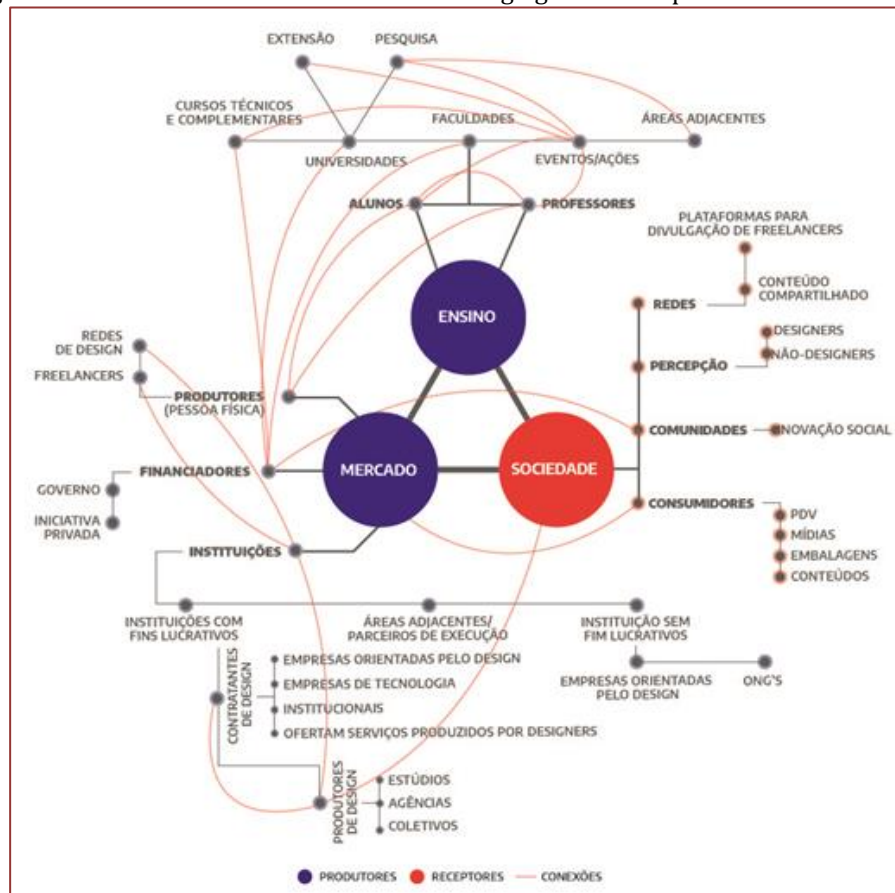 EXTENSÃO
PESQUISA
CURSOS TÉCNICOS
E COMPLEMENTARES
FACULDADES
ÁREAS ADJACENTES
UNIVERSIDADES
EVENTOS/AÇÕES
ALUNOS
PROFESSORES
PLATAFORMAS PARA
DIVULGAÇÃO DE FREELANCERS
ENSINO
CONTEÚDO
COMPARTILHADO
REDES
REDES
DE DESIGN
DESIGNERS
PERCEPÇÃO
NÃO-DESIGNERS
FREELANCERS
PRODUTORES
(PESSOA FÍSICA)
COMUNIDADES
INOVAÇÃO SOCIAL
FINANCIADORES
MERCADO
SOCIEDADE
GOVERNO
CONSUMIDORES
INICIATIVA
PRIVADA
PDV
MÍDIAS
INSTITUIÇÕES
EMBALAGENS
CONTEÚDOS
INSTITUIÇÕES COM
FINS LUCRATIVOS
ÁREAS ADJACENTES/
PARCEIROS DE EXECUÇÃO
INSTITUIÇÃO SEM
FIM LUCRATIVOS
CONTRATANTES
DE DESIGN
EMPRESAS ORIENTADAS PELO DESIGN
EMPRESAS DE TECNOLOGIA
INSTITUCIONAIS
OFERTAM SERVIÇOS PRODUZIDOS POR DESIGNERS
EMPRESAS ORIENTADAS
PELO DESIGN
ONG'S
PRODUTORES
DE DESIGN
ESTÚDIOS
AGÊNCIAS
COLETIVOS
PRODUTORES
RECEPTORES
CONEXÕES